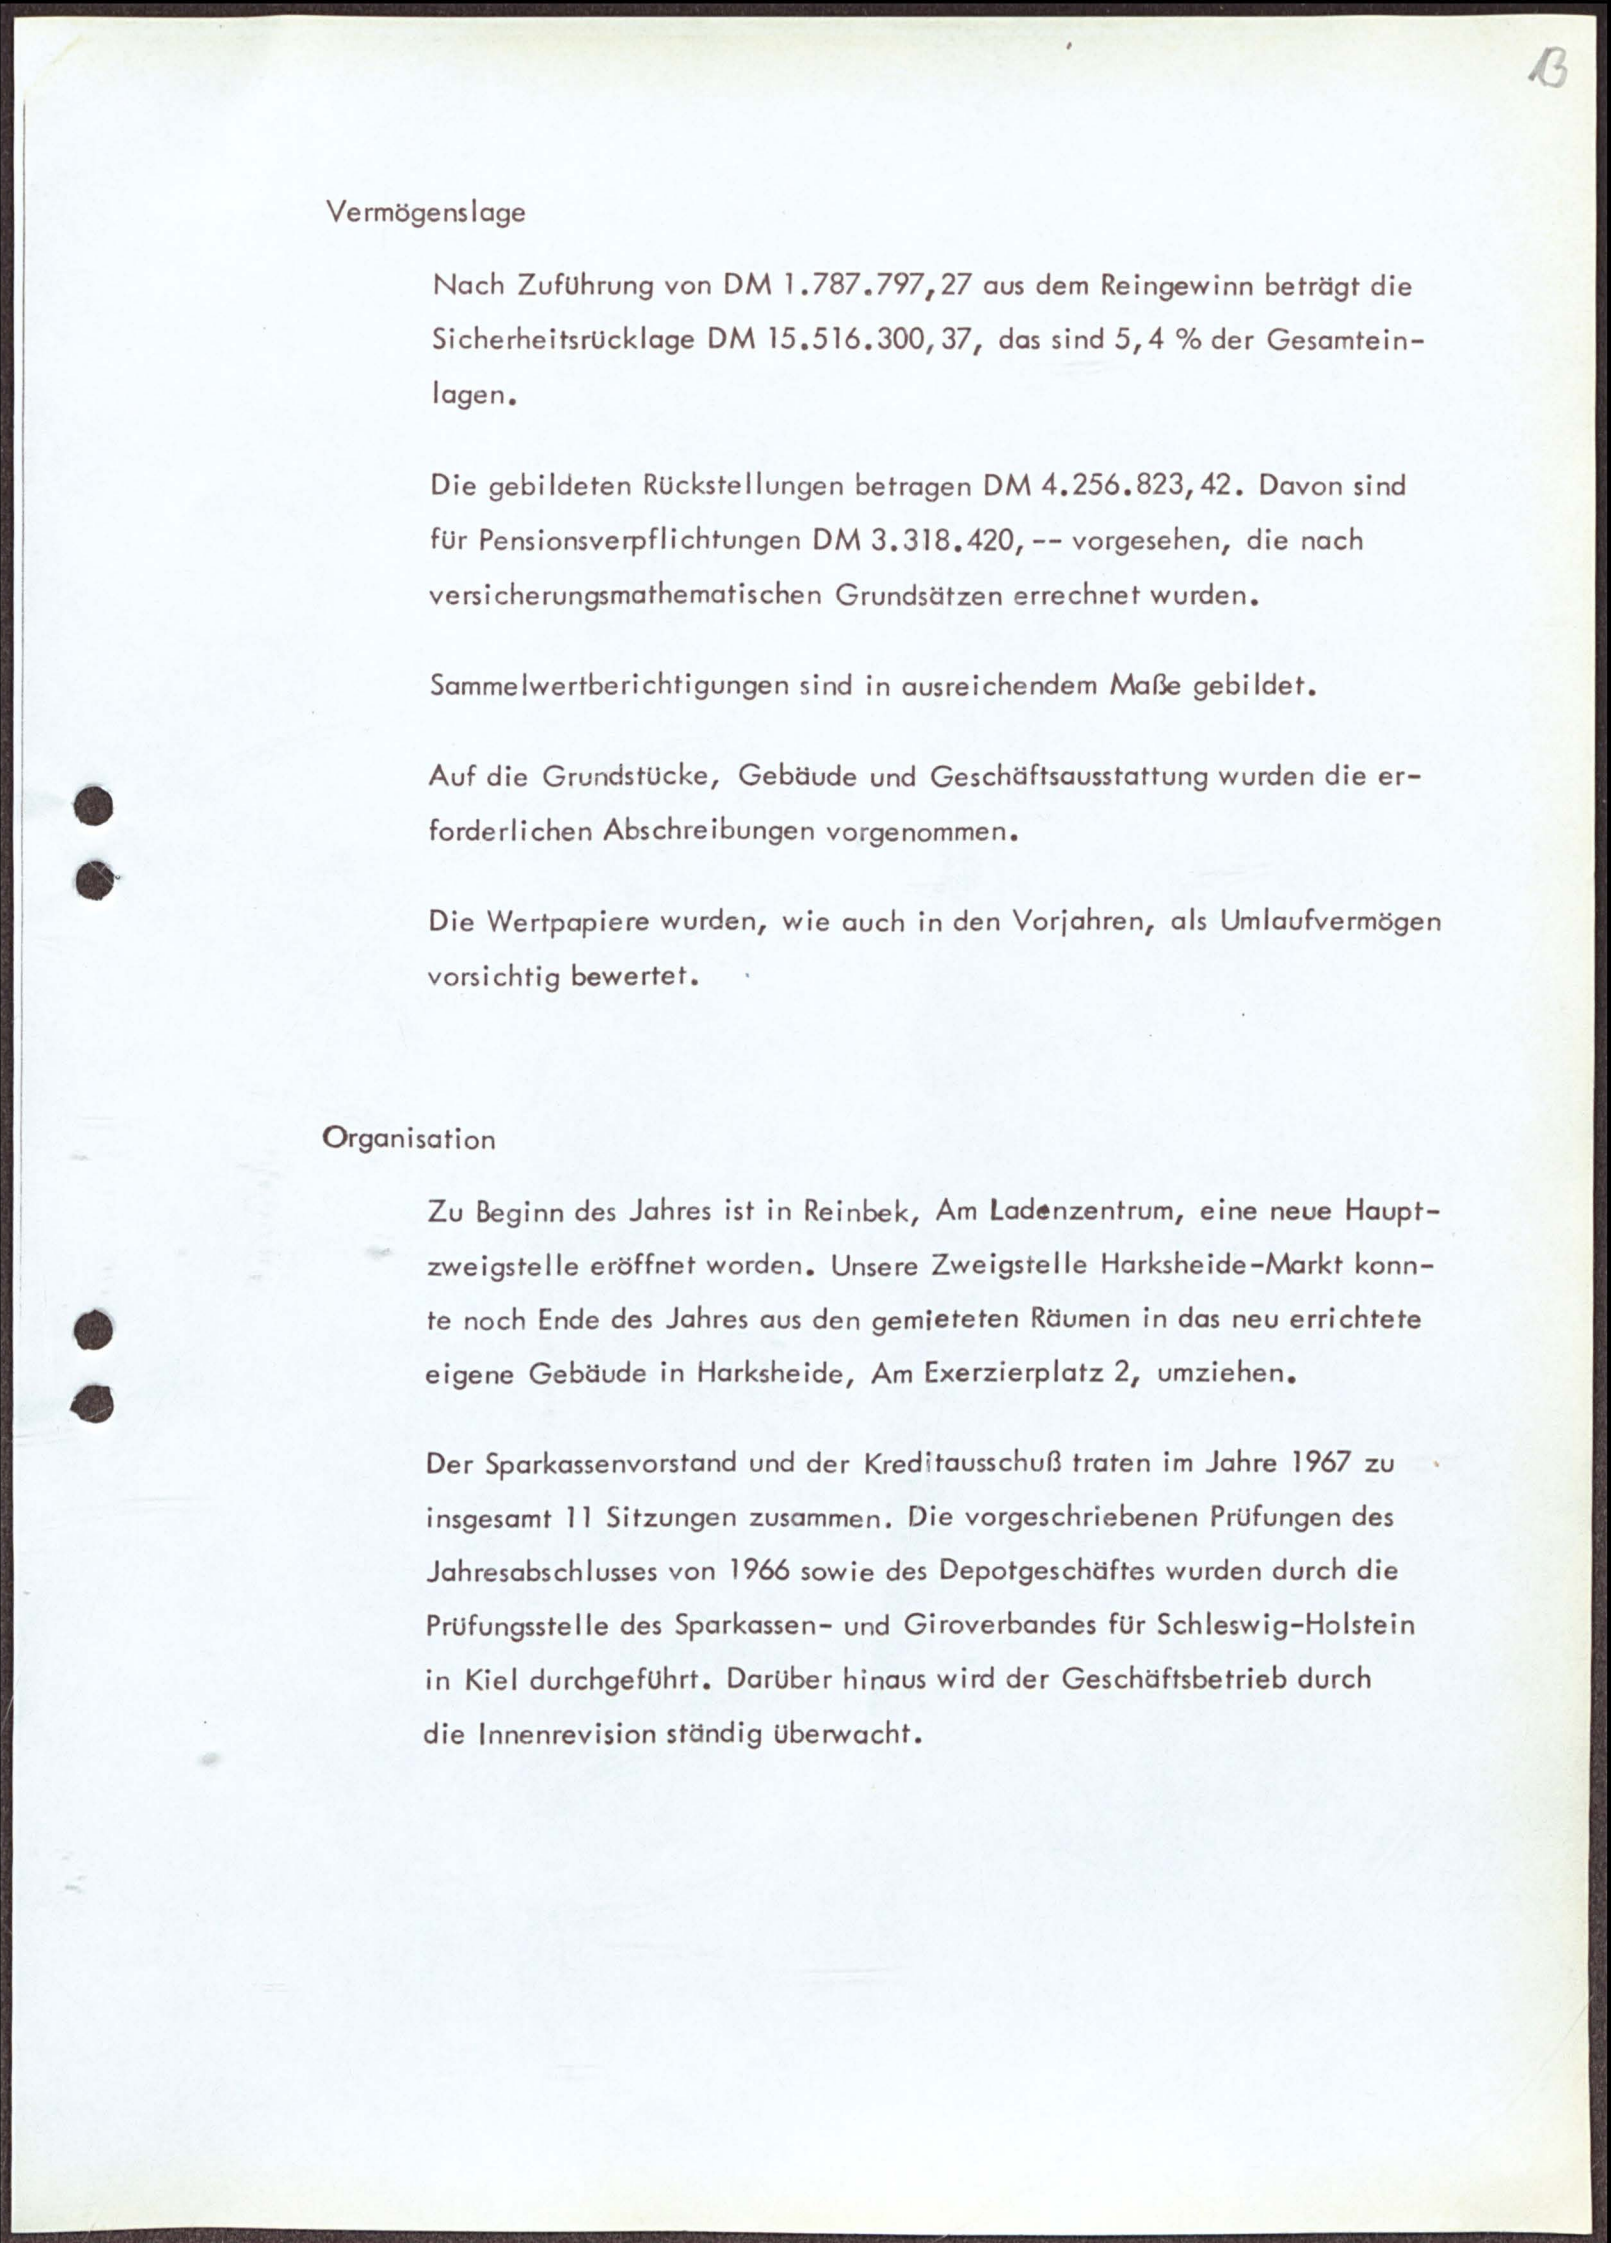 13
Vermögenslage
Nach Zuführung von DM 1.787.797,27 aus dem Reingewinn beträgt die
Sicherheitsrücklage DM 15.516.300,37, das sind 5,4 % der Gesamtein-
lagen.
Die gebildeten Rückstellungen betragen DM 4.256.823,42. Davon sind
für Pensionsverpflichtungen DM 3.318.420,-- vorgesehen, die nach
versicherungsmathematischen Grundsätzen errechnet wurden.
Sammelwertberichtigungen sind in ausreichendem Maße gebildet.
Auf die Grundstücke, Gebäude und Geschäftsausstattung wurden die er-
forderlichen Abschreibungen vorgenommen.
Die Wertpapiere wurden, wie auch in den Vorjahren, als Umlaufvermögen
vorsichtig bewertet.
Organisation
Zu Beginn des Jahres ist in Reinbek, Am Ladenzentrum, eine neue Haupt-
zweigstelle eröffnet worden. Unsere Zweigstelle Harksheide-Markt konn-
te noch Ende des Jahres aus den gemieteten Räumen in das neu errichtete
eigene Gebäude in Harksheide, Am Exerzierplatz 2, umziehen.
Der Sparkassenvorstand und der Kreditausschuß traten im Jahre 1967 zu
insgesamt 11 Sitzungen zusammen. Die vorgeschriebenen Prüfungen des
Jahresabschlusses von 1966 sowie des Depotgeschäftes wurden durch die
Prüfungsstelle des Sparkassen- und Giroverbandes für Schleswig-Holstein
in Kiel durchgeführt. Darüber hinaus wird der Geschäftsbetrieb durch
die Innenrevision ständig überwacht.